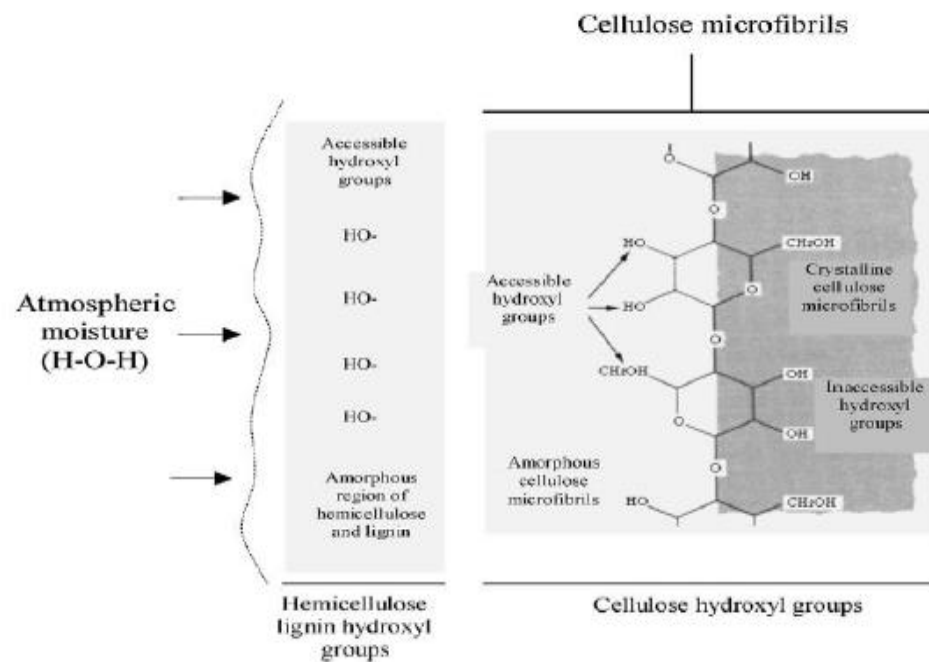 Cellulose microfibrils
Accessible
hydroxyl
groups
HO-
HO-
HO-
HO-
Amorphous
region of
hemicellulose
and lignin
Atmospheric
moisture
(H-O-H)
Hemicellulose
lignin hydroxyl
groups
O
OH
O
HO
CH₂OH
Accessible
hydroxyl
groups
Crystalline
cellulose
microfibrils
O
HO
O
CH₂OH
OH
Inaccessible
hydroxyl
groups
O
OH
Amorphous
cellulose
microfibrils
O
HO
CH₂OH
Cellulose hydroxyl groups